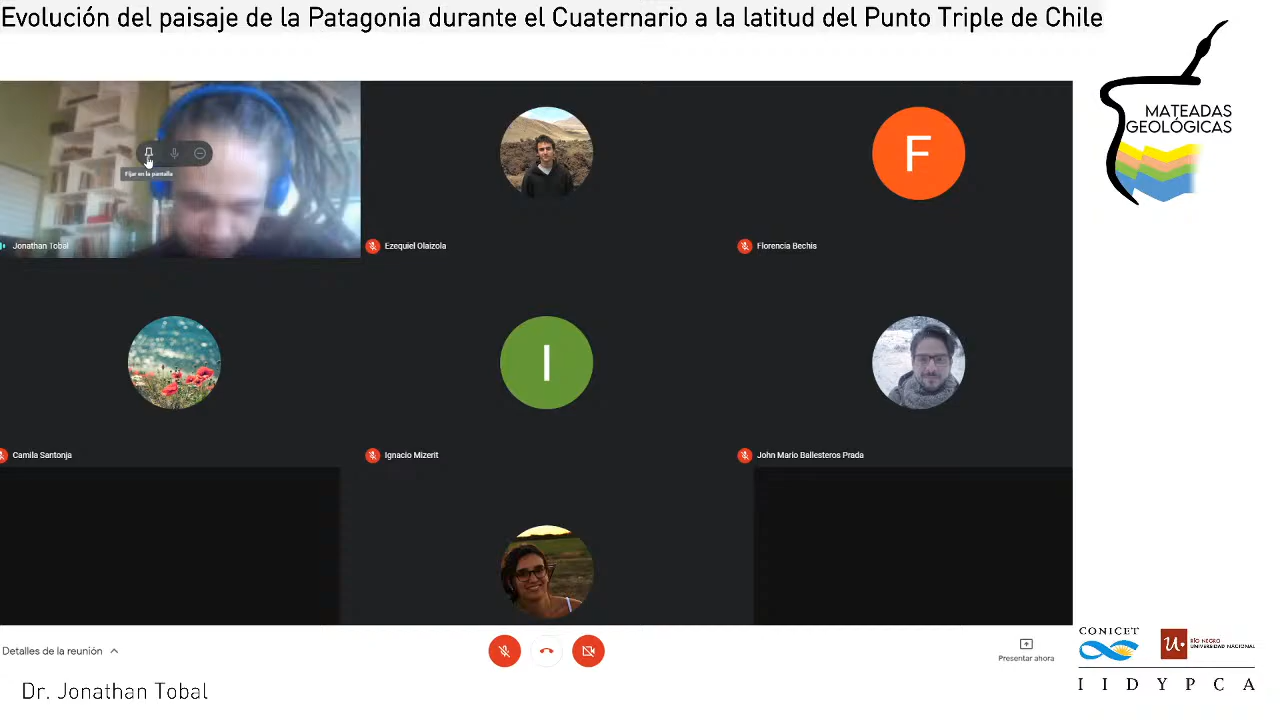 Evolución del paisaje de la Patagonia durante el Cuaternario a la latitud del Punto Triple de Chile
MATEADAS
GEOLÓGICAS
F
Fijar en la pantalla
Jonathan Tobal
Ezequiel Olaizola
Florencia Bechis
I
Camila Santonja
Ignacio Mizerit
John Mario Ballesteros Prada
Detalles de la reunión
Presentar ahora
CONICET
RÍO NEGRO
UNIVERSIDAD NACIONAL
IIDYPCA
Dr. Jonathan Tobal